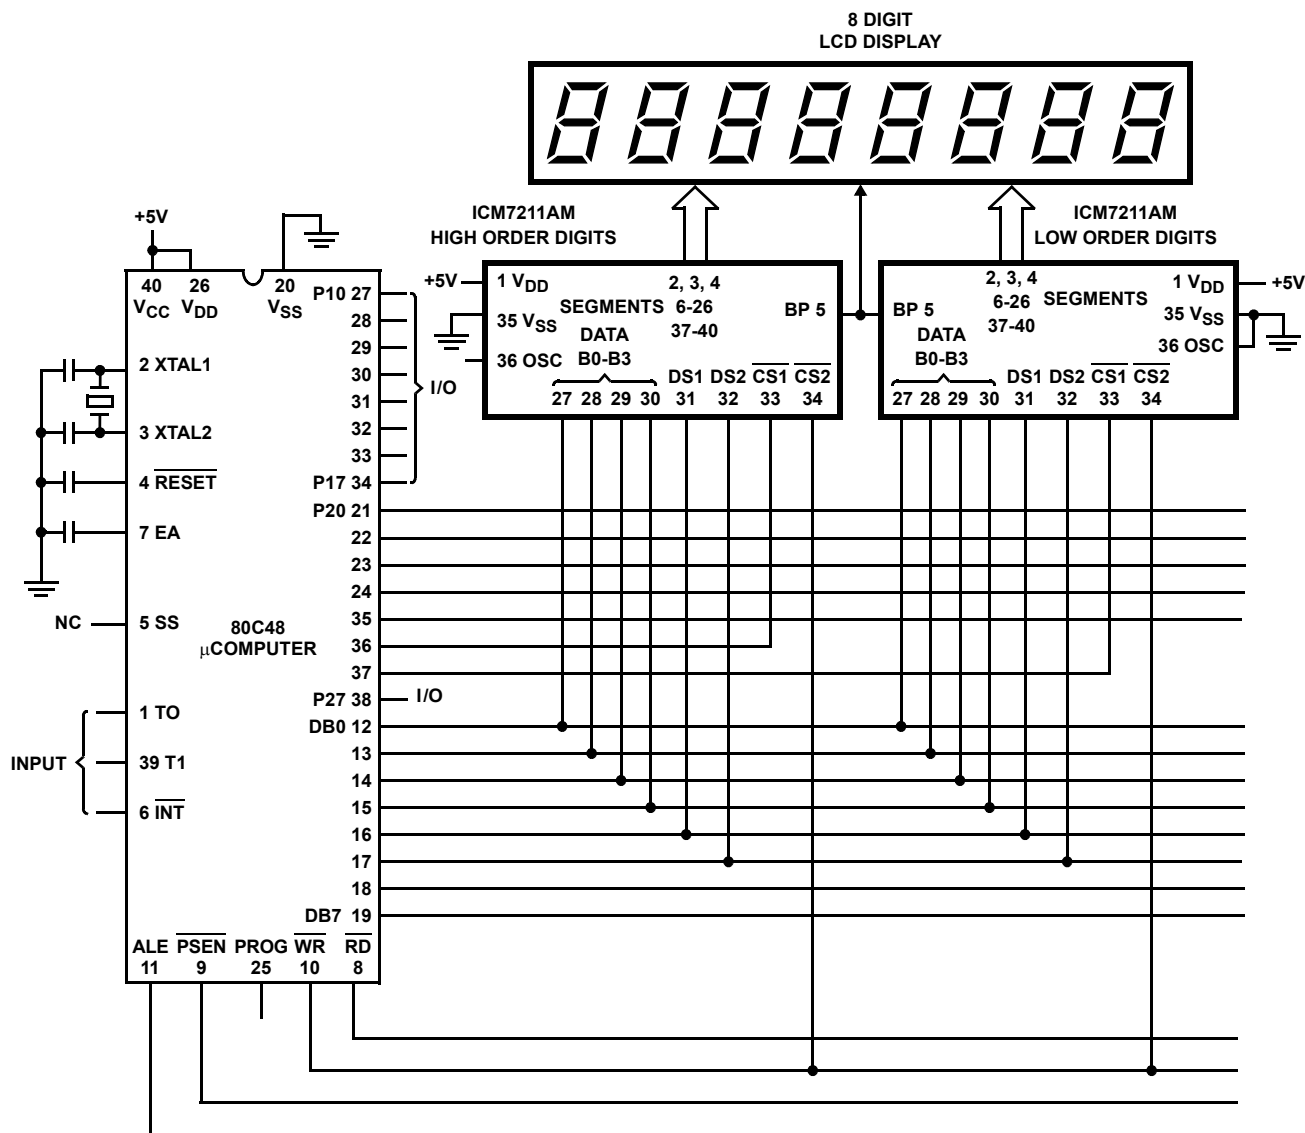 8 DIGIT
LCD DISPLAY
ICM7211AM
HIGH ORDER DIGITS
ICM7211AM
LOW ORDER DIGITS
+5V
40
VCC
26
VDD
20
VSS
2 XTAL1
3 XTAL2
4 RESET
7 EA
NC
5 SS
80C48
µCOMPUTER
INPUT
1 TO
39 T1
6 INT
ALE
11
PSEN
9
PROG
25
WR
10
RD
8
P10 27
28
29
30
31
32
33
P17 34
I/O
P20 21
22
23
24
35
36
37
P27 38
I/O
DB0 12
13
14
15
16
17
18
DB7 19
+5V
1 VDD
35 VSS
36 OSC
SEGMENTS
2, 3, 4
6-26
37-40
BP 5
DATA
B0-B3
DS1 DS2 CS1 CS2
27 28 29 30 31 32 33 34
BP 5
2, 3, 4
6-26
37-40
SEGMENTS
1 VDD
+5V
35 VSS
36 OSC
DATA
B0-B3
DS1 DS2 CS1 CS2
27 28 29 30 31 32 33 34